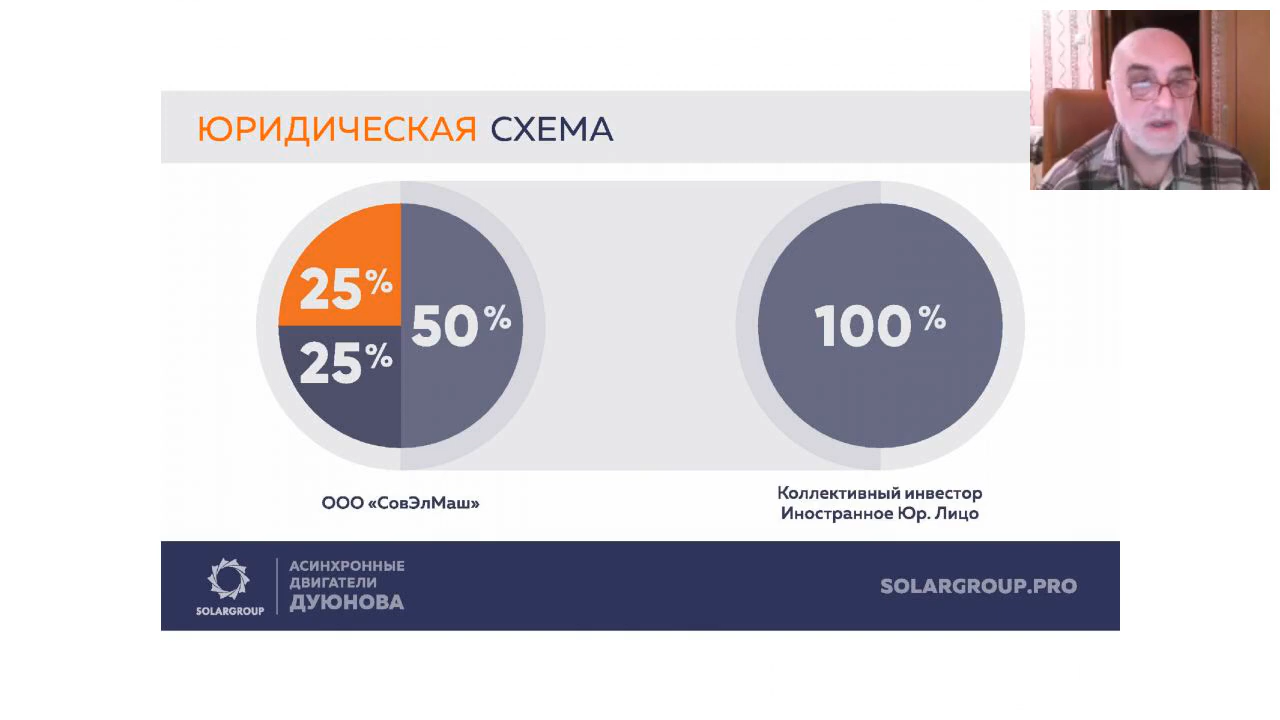 ЮРИДИЧЕСКАЯ СХЕМА
25%
50%
25%
100%
ООО «СовЭлМаш»
Коллективный инвестор
Иностранное Юр. Лицо
SOLARGROUP
АСИНХРОННЫЕ
ДВИГАТЕЛИ
ДУЮНОВА
SOLARGROUP.PRO